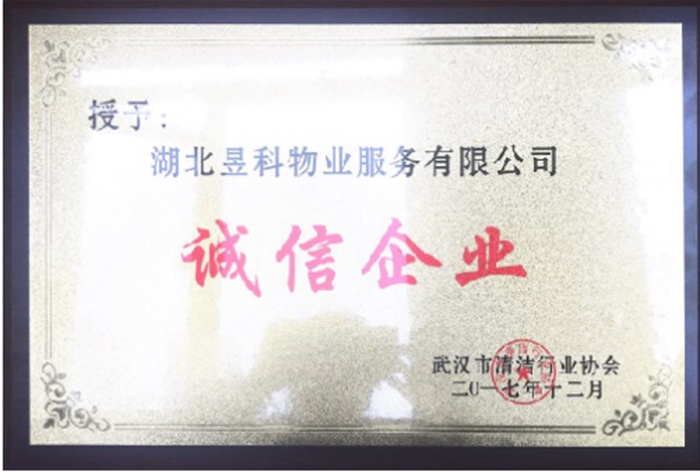 授予：
湖北昱科物业服务有限公司
诚信企业
武汉市清洁行业协会
二0一七年十二月